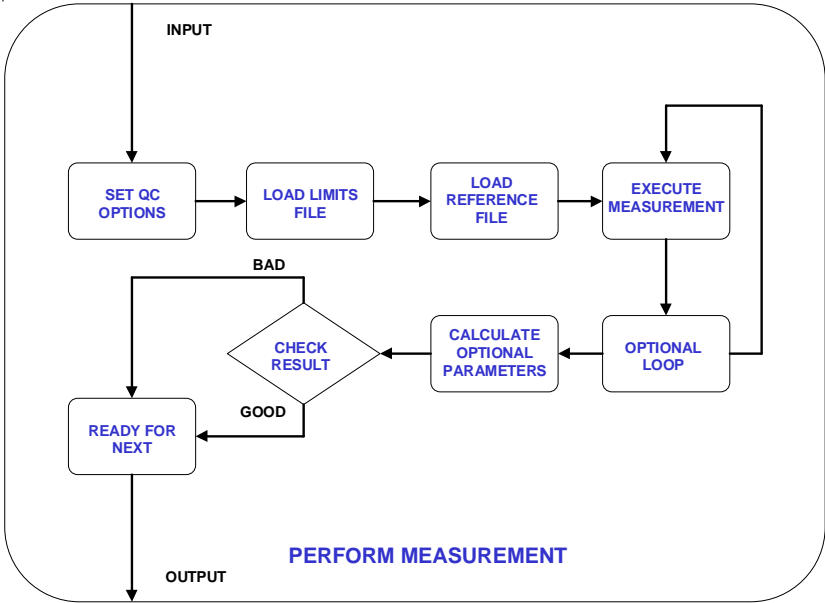 INPUT
SET QC
OPTIONS
LOAD LIMITS
FILE
LOAD
REFERENCE
FILE
EXECUTE
MEASUREMENT
BAD
CHECK
RESULT
CALCULATE
OPTIONAL
PARAMETERS
OPTIONAL
LOOP
GOOD
READY FOR
NEXT
PERFORM MEASUREMENT
OUTPUT